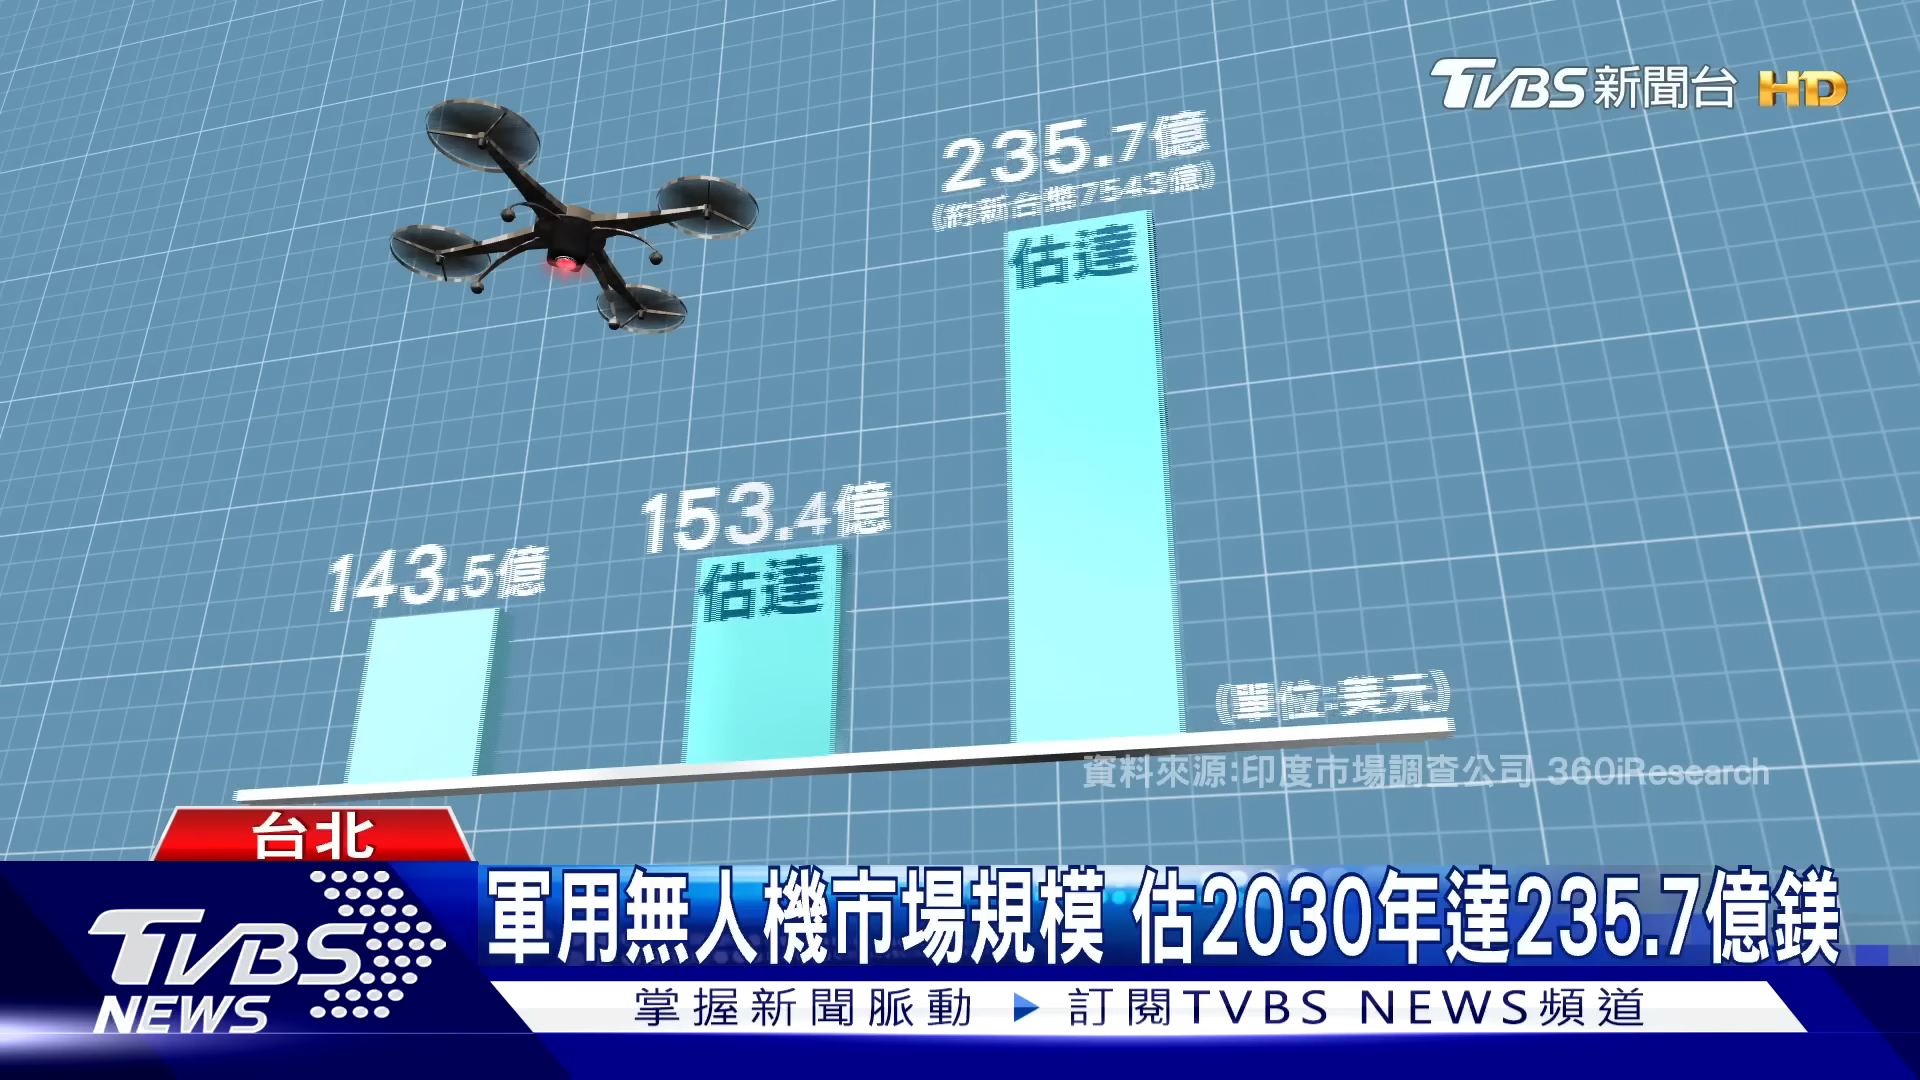 TVBS新聞台 HD
235.7億
(約新台幣7543億)
估達
153.4億
估達
143.5億
(單位:美元)
資料來源:印度市場調查公司 360iResearch
台北
軍用無人機市場規模 估2030年達235.7億鎂
TVBS NEWS
掌握新聞脈動 ▶ 訂閱TVBS NEWS頻道